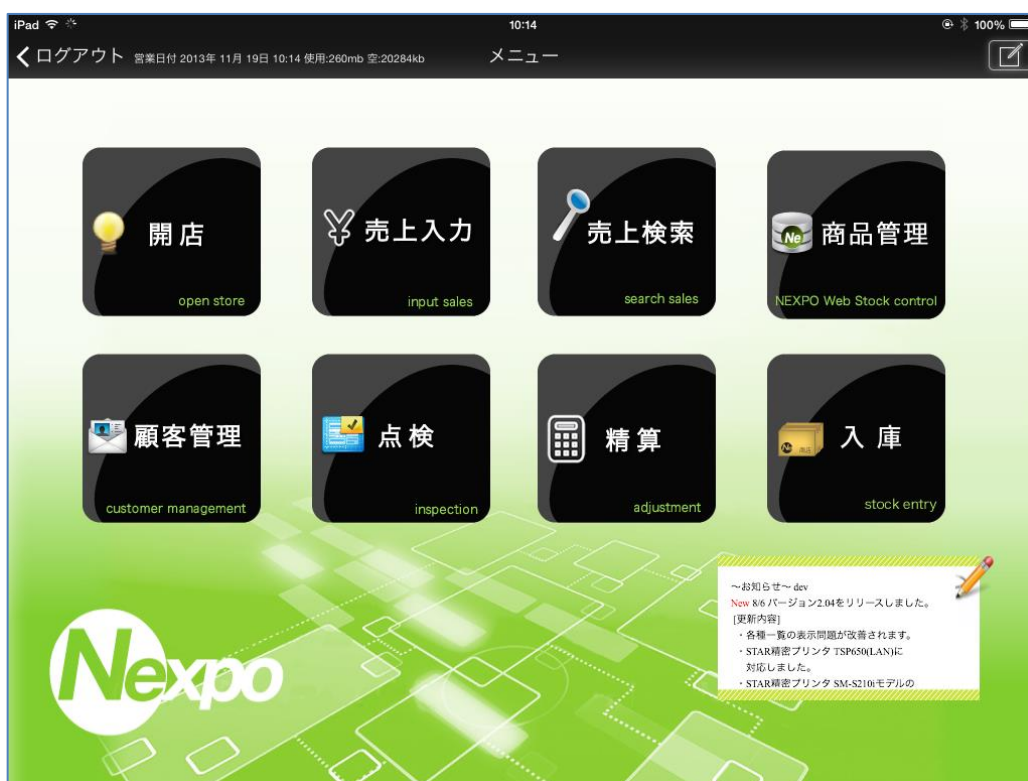 iPad 10:14 100%
ログアウト 営業日付 2013年 11月 19日 10:14 使用:260mb 空:20284kb メニュー
開店
open store
売上入力
input sales
売上検索
search sales
Ne
商品管理
NEXPO Web Stock control
顧客管理
customer management
点検
inspection
精算
adjustment
入庫
stock entry
～お知らせ～ dev
New 8/6 バージョン2.04をリリースしました。
[更新内容]
・各種一覧の表示問題が改善されます。
・STAR精密プリンタ TSP650(LAN)に
対応しました。
・STAR精密プリンタ SM-S210iモデルの
Nexpo